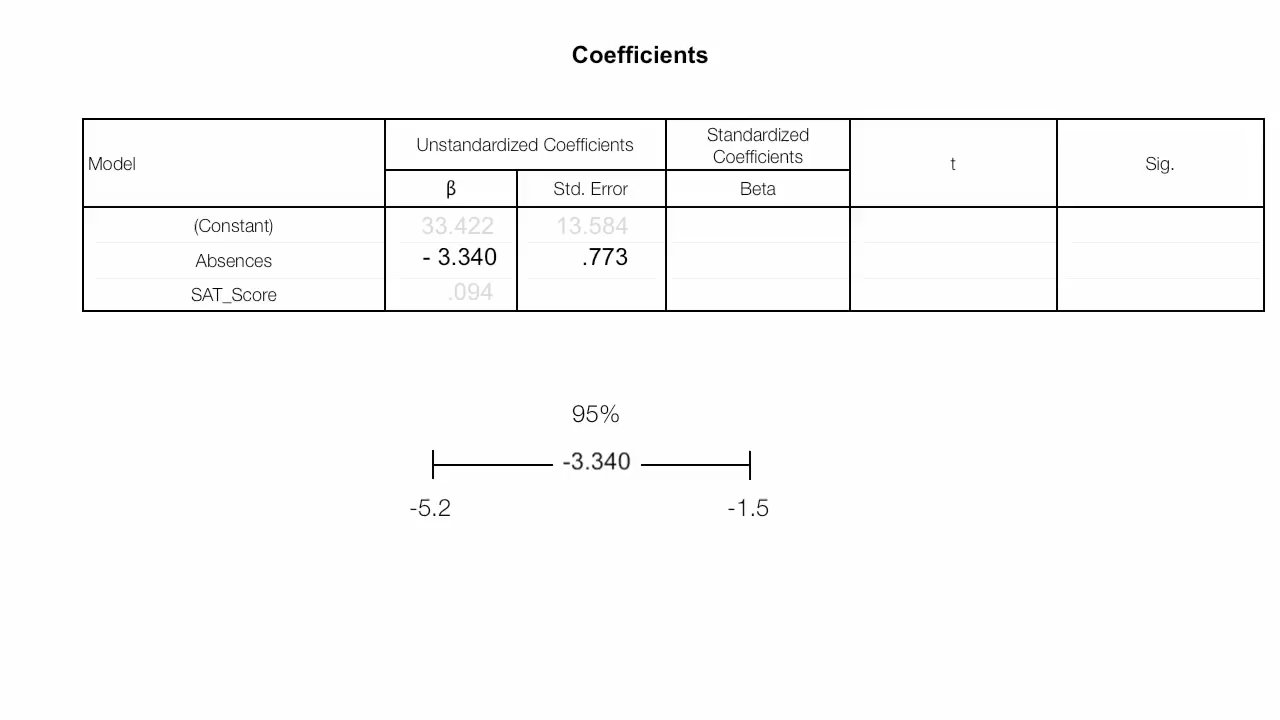 Coefficients
Model
Unstandardized Coefficients
Standardized
Coefficients
t
Sig.
β
Std. Error
Beta
(Constant) 33.422 13.584
Absences - 3.340 .773
SAT_Score .094
95%
-3.340
-5.2 -1.5